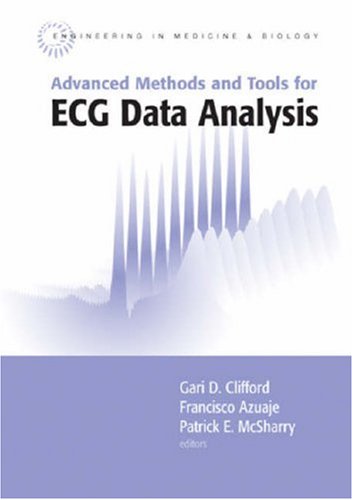 ENGINEERING IN MEDICINE & BIOLOGY
Advanced Methods and Tools for
ECG Data Analysis
Gari D. Clifford
Francisco Azuaje
Patrick E. McSharry
editors